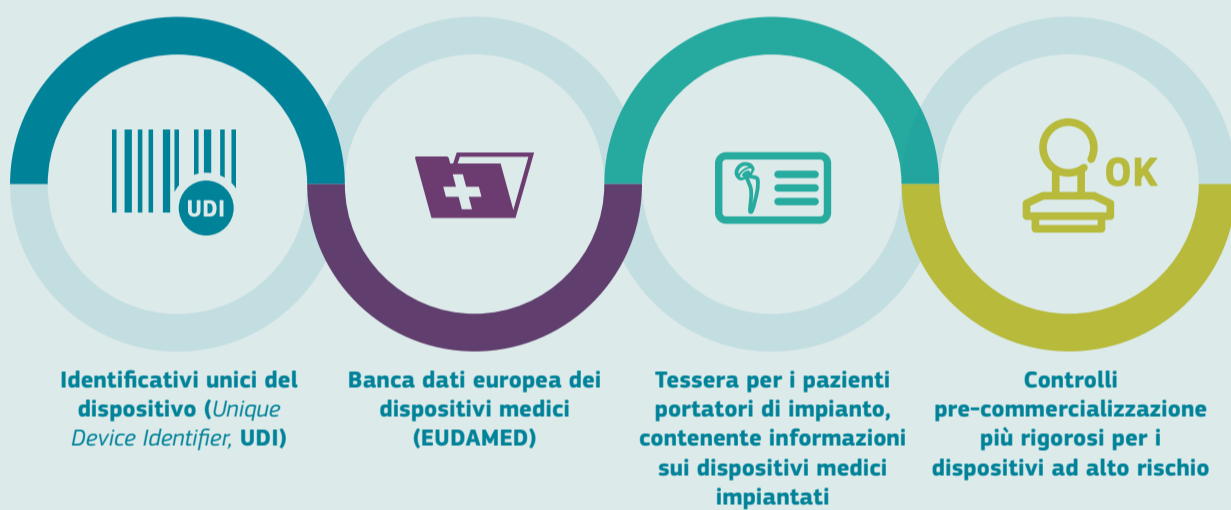 UDI
OK
Identificativi unici del
dispositivo (Unique
Device Identifier, UDI)
Banca dati europea dei
dispositivi medici
(EUDAMED)
Tessera per i pazienti
portatori di impianto,
contenente informazioni
sui dispositivi medici
impiantati
Controlli
pre-commercializzazione
più rigorosi per i
dispositivi ad alto rischio